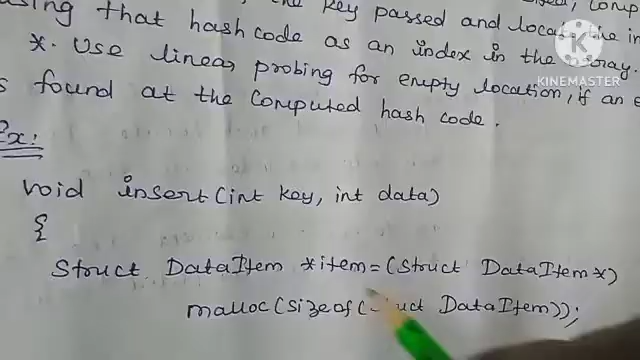 the key passed and locate the in
using that hash code as an index in the array.
*. Use linear probing for empty location, if an e
s found at the computed hash code.
Ex:
void insert(int key, int data)
{
Struct DataItem *item=(Struct DataItem*)
malloc(sizeof( DataItem));
KINEMASTER